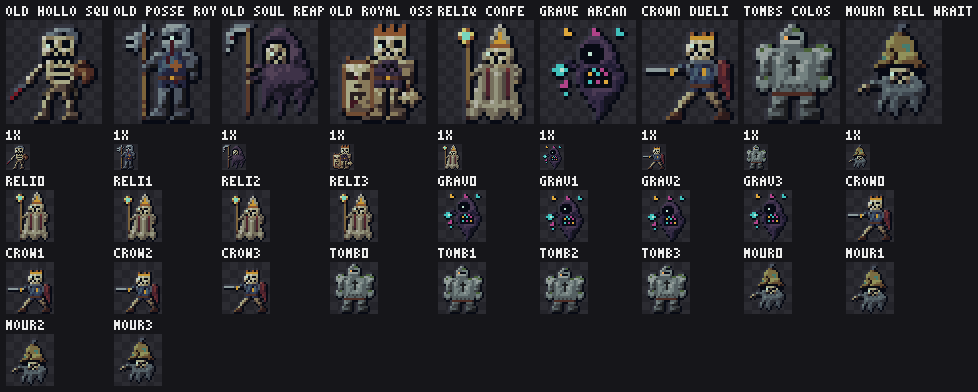 OLD HOLLO SQU OLD POSSE ROY OLD SOUL REAP OLD ROYAL OSS RELIQ CONFE GRAVE ARCAN CROWN DUELI TOMBS COLOS MOURN BELL WRAIT
1X 1X 1X 1X 1X 1X 1X 1X 1X
RELI0 RELI1 RELI2 RELI3 GRAV0 GRAV1 GRAV2 GRAV3 CROW0
CROW1 CROW2 CROW3 TOMB0 TOMB1 TOMB2 TOMB3 MOUR0 MOUR1
MOUR2 MOUR3